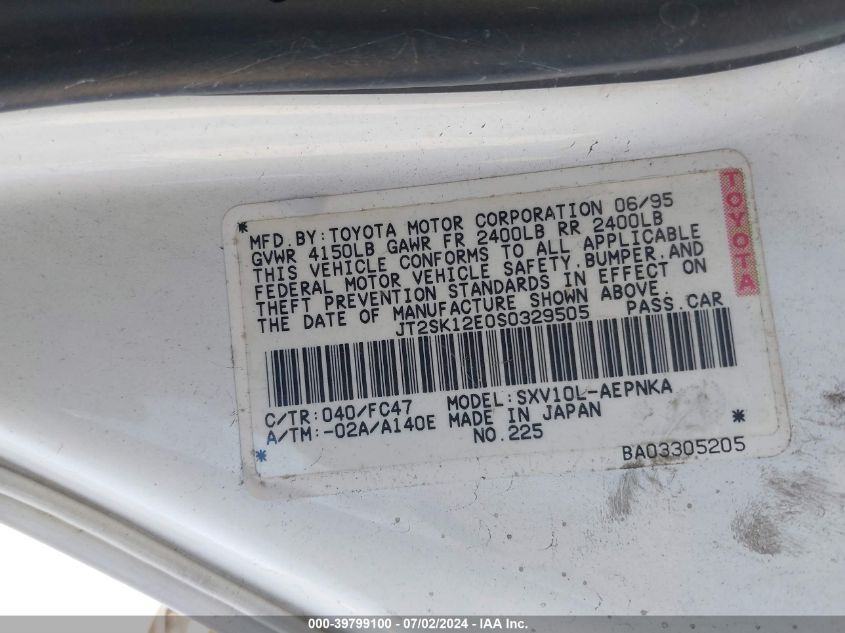 MFD.BY:TOYOTA MOTOR CORPORATION 06/95
GVWR 4150LB GAWR FR 2400LB RR 2400LB
THIS VEHICLE CONFORMS TO ALL APPLICABLE
FEDERAL MOTOR VEHICLE SAFETY,BUMPER,AND
THEFT PREVENTION STANDARDS IN EFFECT ON
THE DATE OF MANUFACTURE SHOWN ABOVE.
JT2SK12E0S0329505 PASS.CAR
TOYOTA
C/TR:040/FC47 MODEL:SXV10L-AEPNKA
A/TM:-02A/A140E MADE IN JAPAN
NO.225
BA03305205
000-39799100 - 07/02/2024 - IAA Inc.